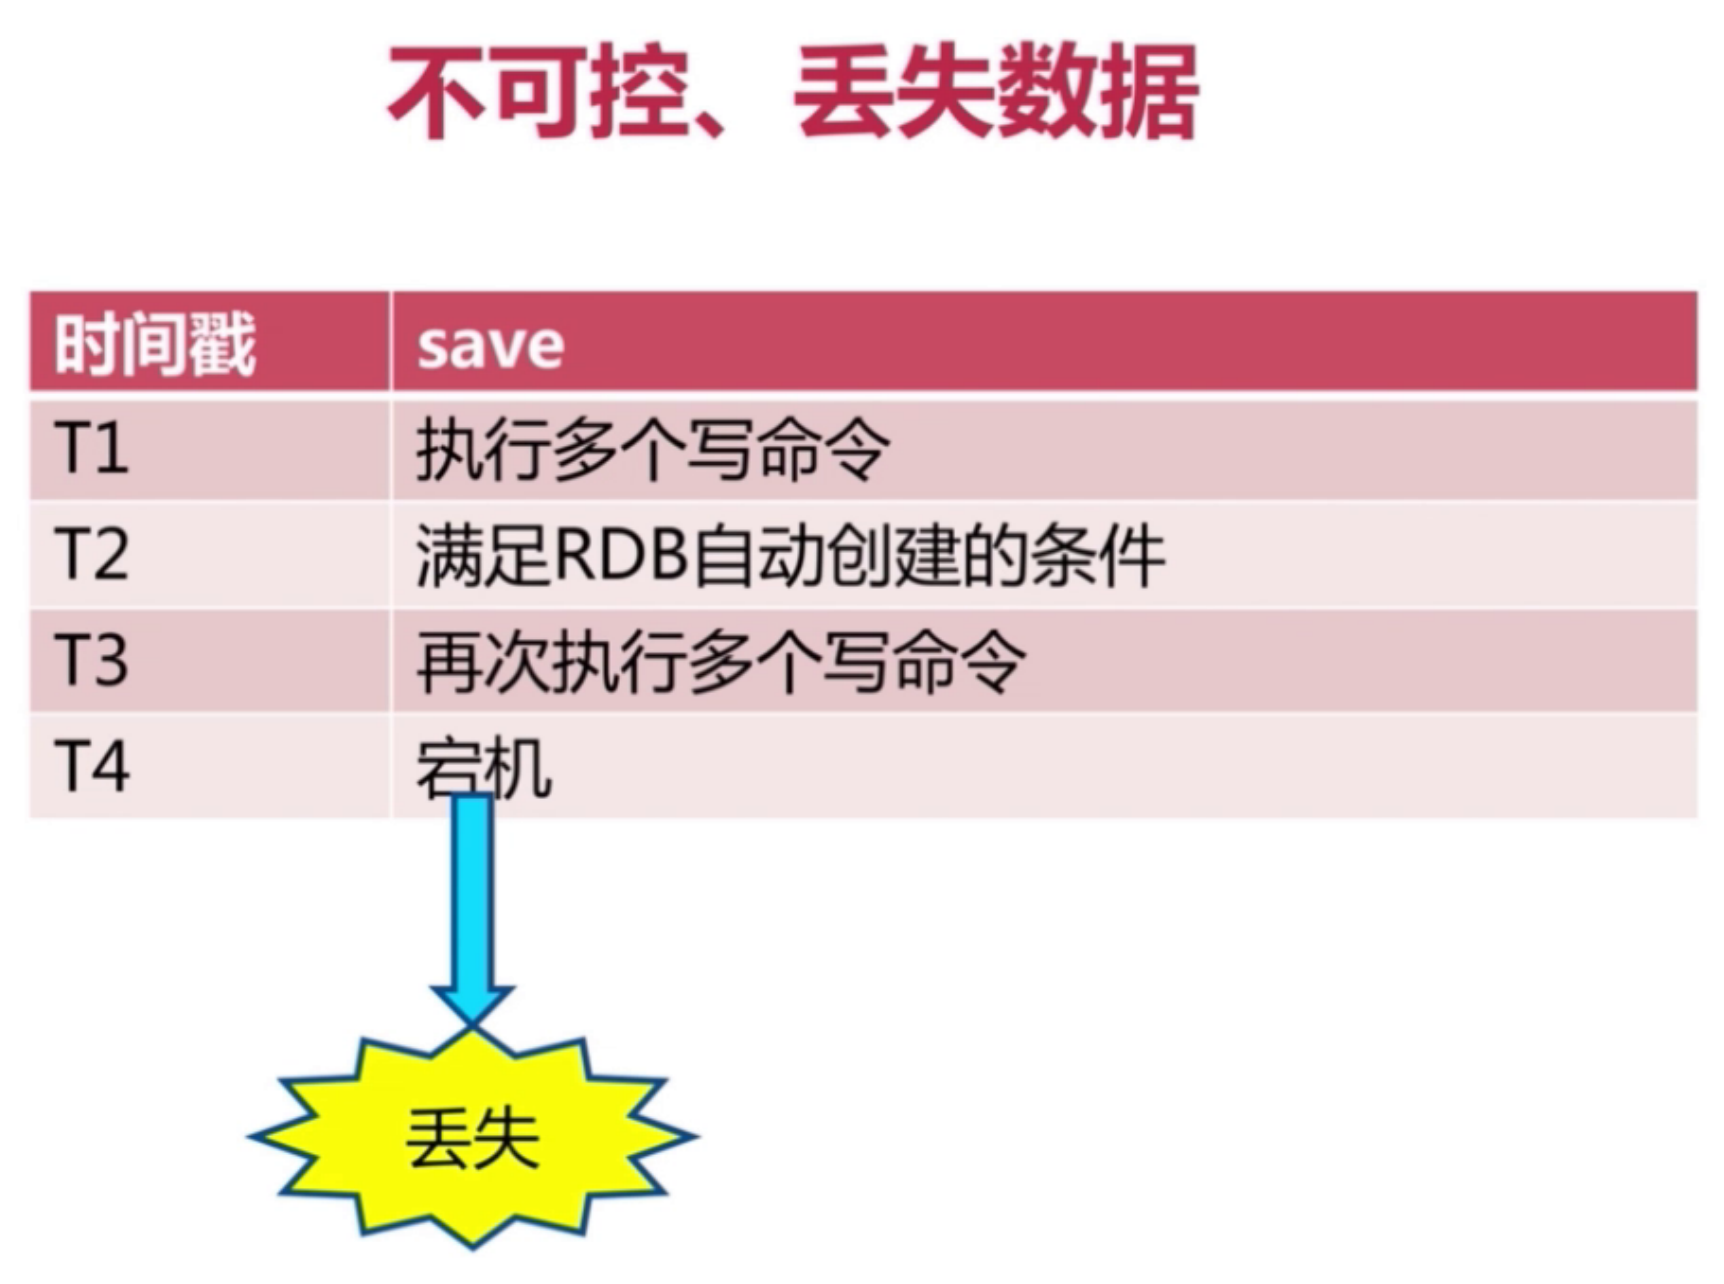 不可控、丢失数据
时间戳 save
T1 执行多个写命令
T2 满足RDB自动创建的条件
T3 再次执行多个写命令
T4 宕机
丢失